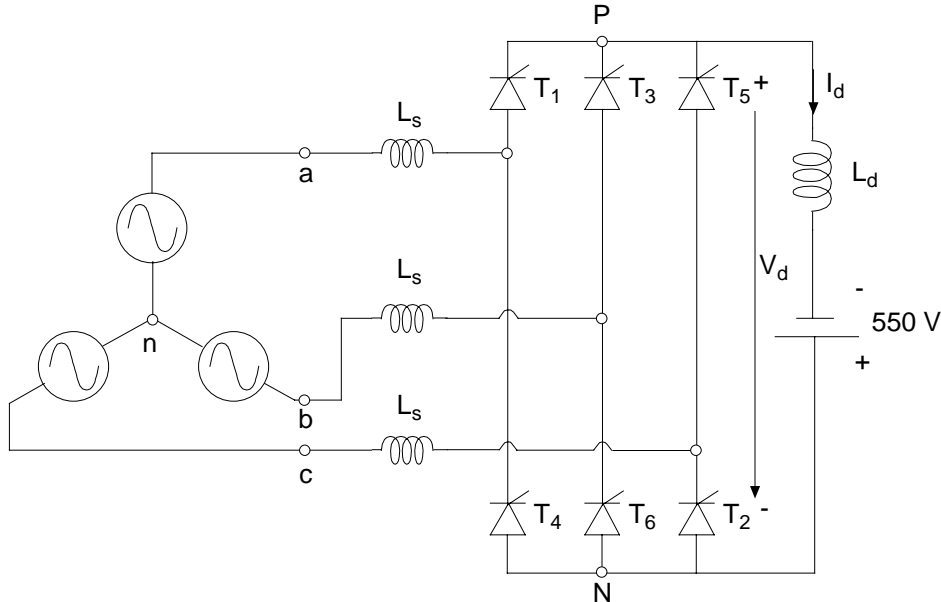 P
T1 T3 T5 + Id
Ls
a
Ld
Ls
Vd
-
n
550 V
+
Ls
b
c
T4 T6 T2 -
N